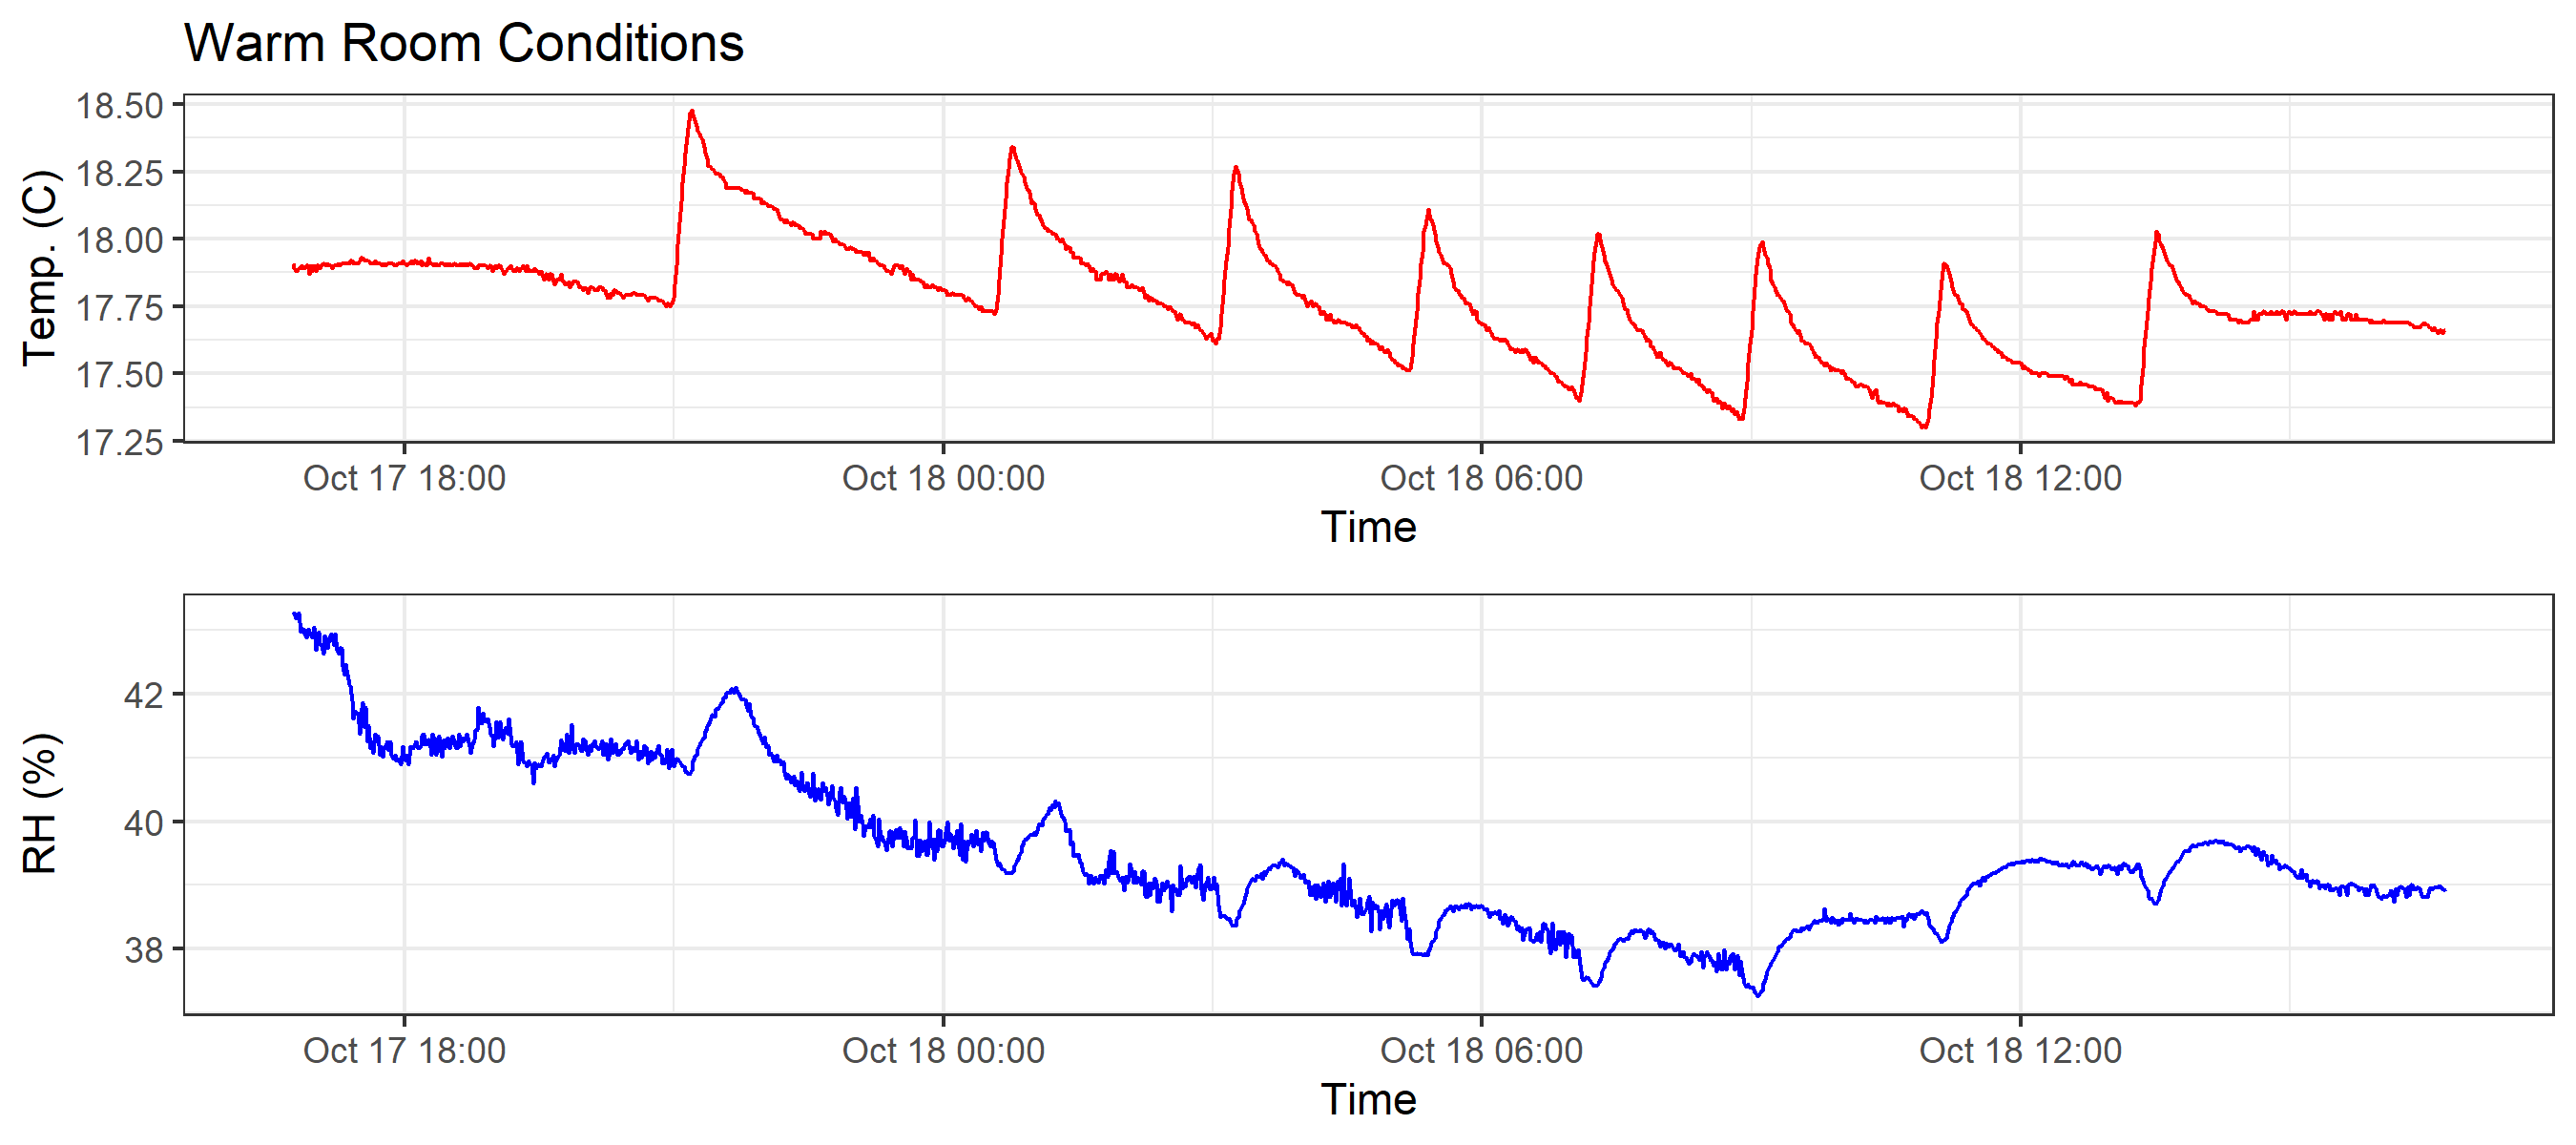 Warm Room Conditions
Temp. (C)
18.50
18.25
18.00
17.75
17.50
17.25
Oct 17 18:00 Oct 18 00:00 Oct 18 06:00 Oct 18 12:00
Time
RH (%)
42
40
38
Oct 17 18:00 Oct 18 00:00 Oct 18 06:00 Oct 18 12:00
Time